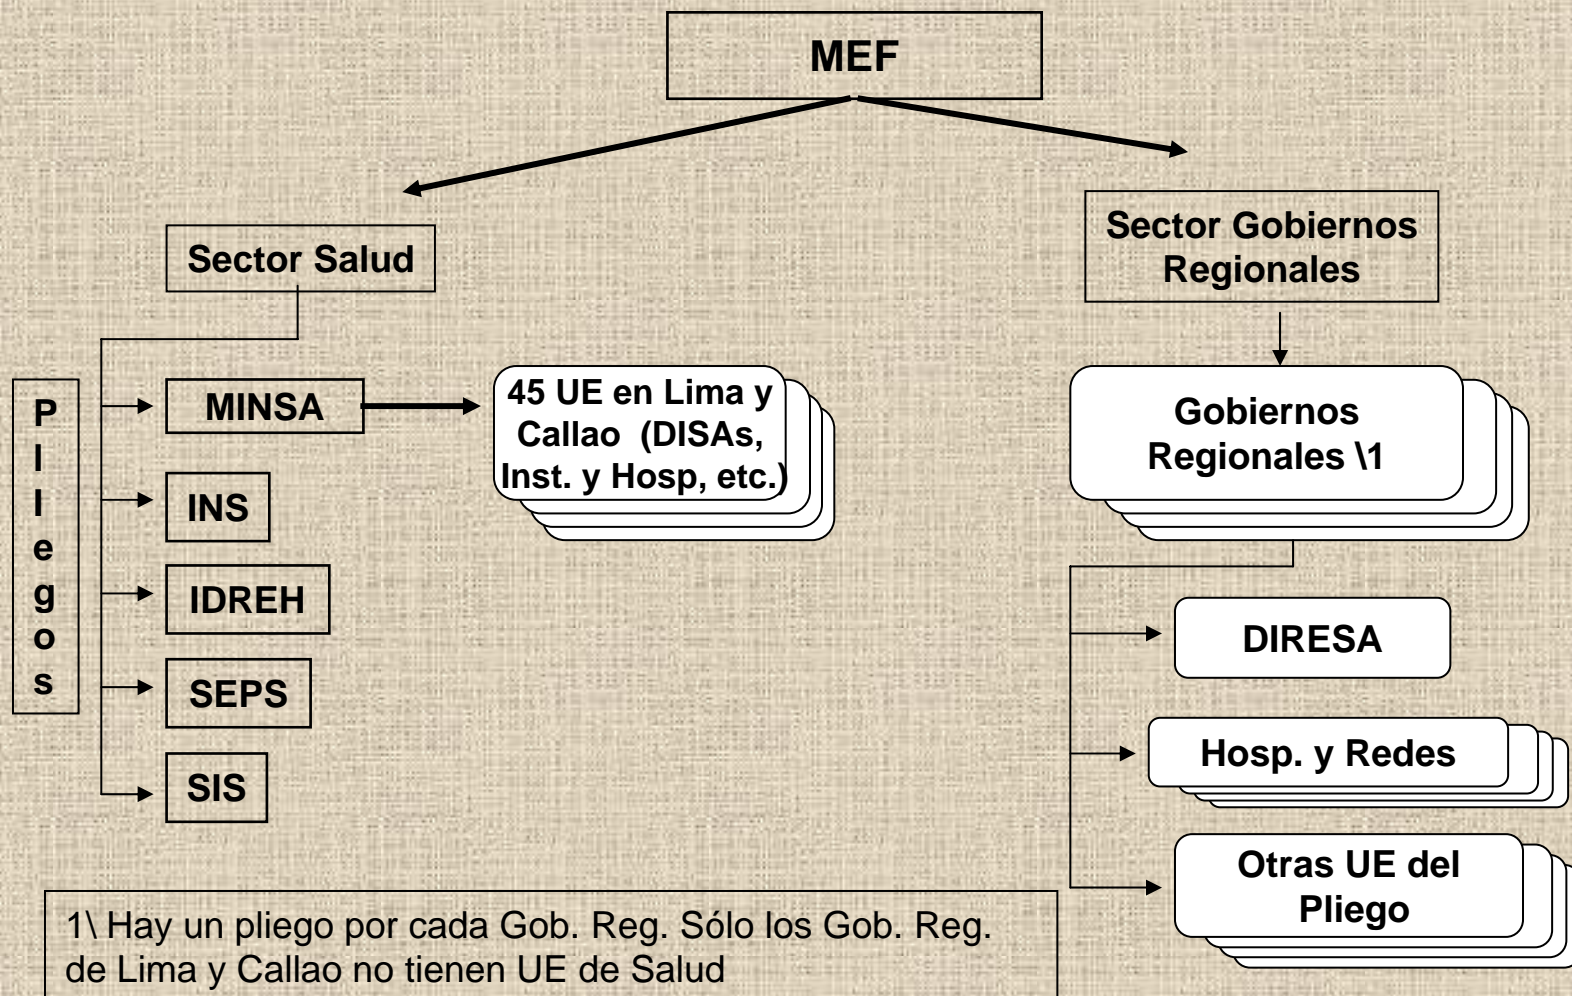 MEF
Sector Salud
Sector Gobiernos
Regionales
Pliegos
MINSA
INS
IDREH
SEPS
SIS
45 UE en Lima y
Callao (DISAs,
Inst. y Hosp, etc.)
Gobiernos
Regionales \1
DIRESA
Hosp. y Redes
Otras UE del
Pliego
1\ Hay un pliego por cada Gob. Reg. Sólo los Gob. Reg.
de Lima y Callao no tienen UE de Salud